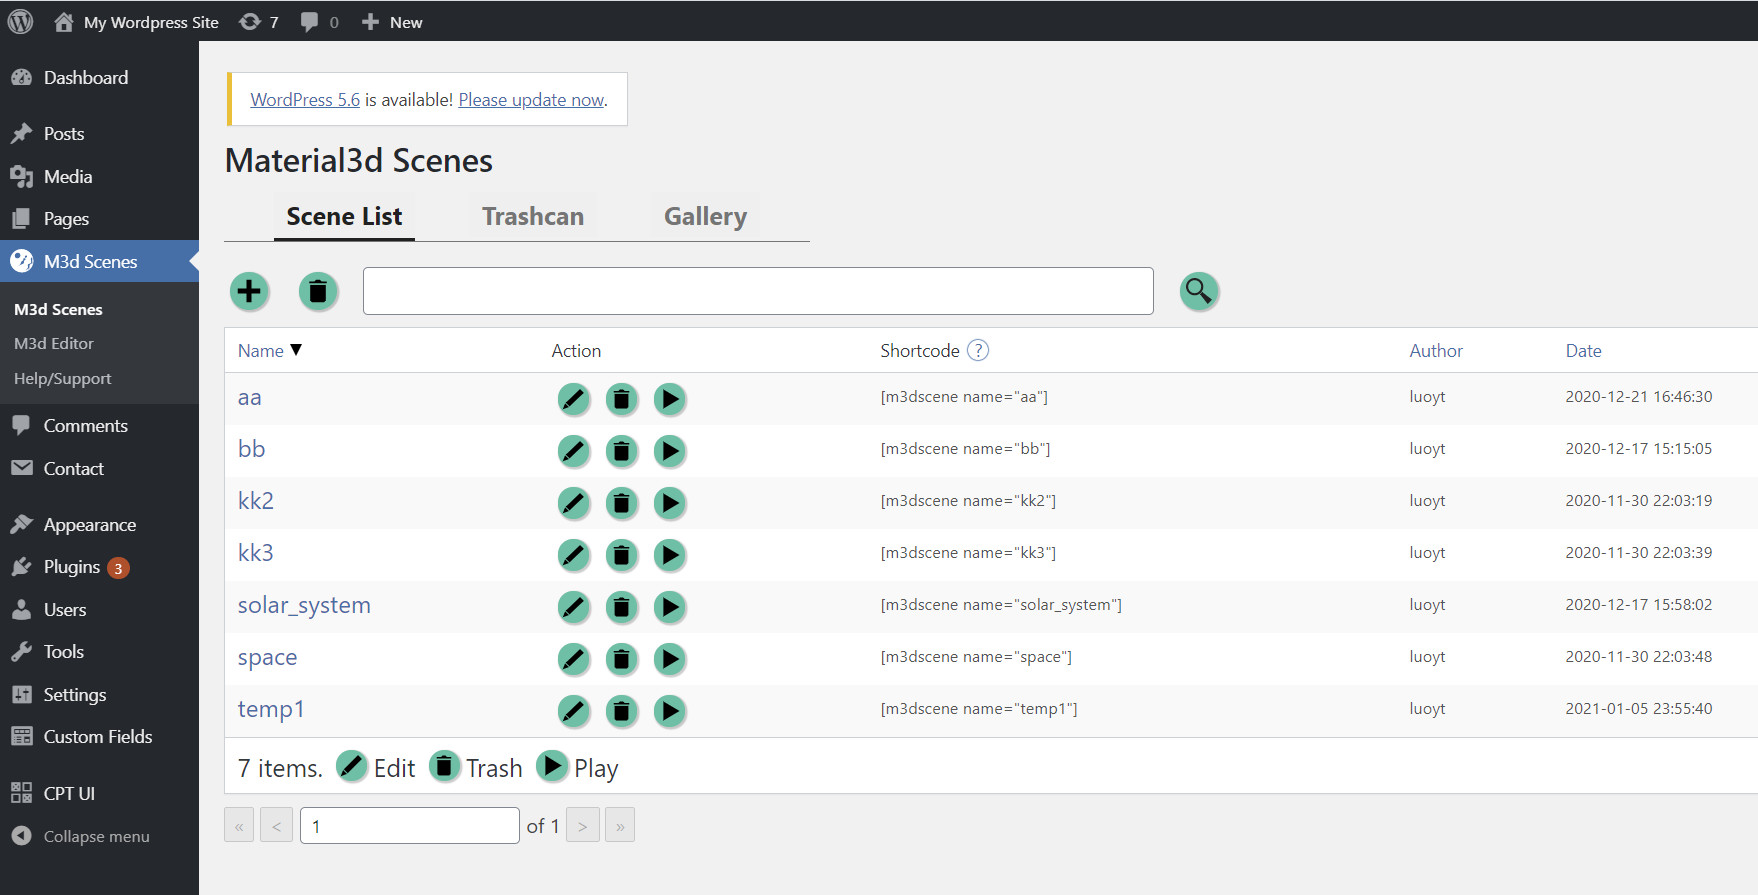 My Wordpress Site 7 0 New
Dashboard
Posts
Media
Pages
M3d Scenes
M3d Scenes
M3d Editor
Help/Support
Comments
Contact
Appearance
Plugins 3
Users
Tools
Settings
Custom Fields
CPT UI
Collapse menu
WordPress 5.6 is available! Please update now.
Material3d Scenes
Scene List Trashcan Gallery
Name ▼ Action Shortcode ? Author Date
aa [m3dscene name="aa"] luoyt 2020-12-21 16:46:30
bb [m3dscene name="bb"] luoyt 2020-12-17 15:15:05
kk2 [m3dscene name="kk2"] luoyt 2020-11-30 22:03:19
kk3 [m3dscene name="kk3"] luoyt 2020-11-30 22:03:39
solar_system [m3dscene name="solar_system"] luoyt 2020-12-17 15:58:02
space [m3dscene name="space"] luoyt 2020-11-30 22:03:48
temp1 [m3dscene name="temp1"] luoyt 2021-01-05 23:55:40
7 items. Edit Trash Play
« < 1 of 1 > »